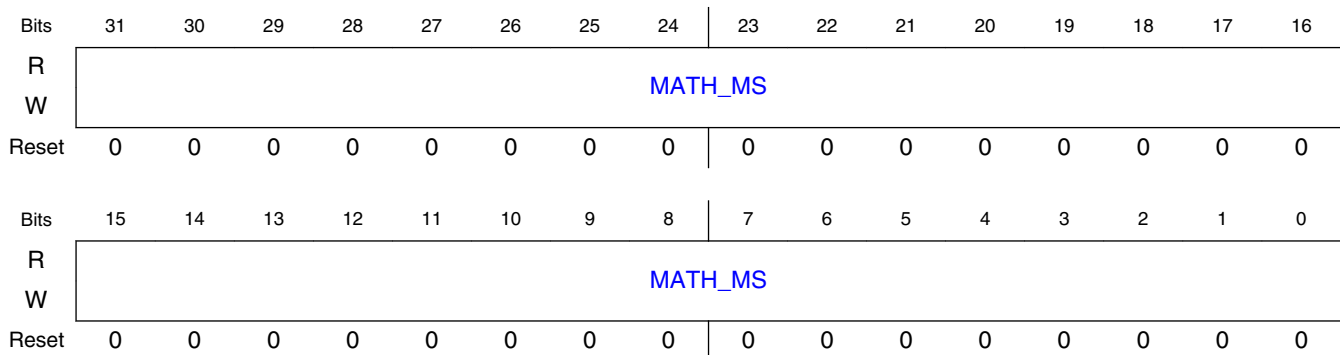 Bits 31 30 29 28 27 26 25 24 23 22 21 20 19 18 17 16
R
MATH_MS
W
Reset 0 0 0 0 0 0 0 0 0 0 0 0 0 0 0 0
Bits 15 14 13 12 11 10 9 8 7 6 5 4 3 2 1 0
R
MATH_MS
W
Reset 0 0 0 0 0 0 0 0 0 0 0 0 0 0 0 0